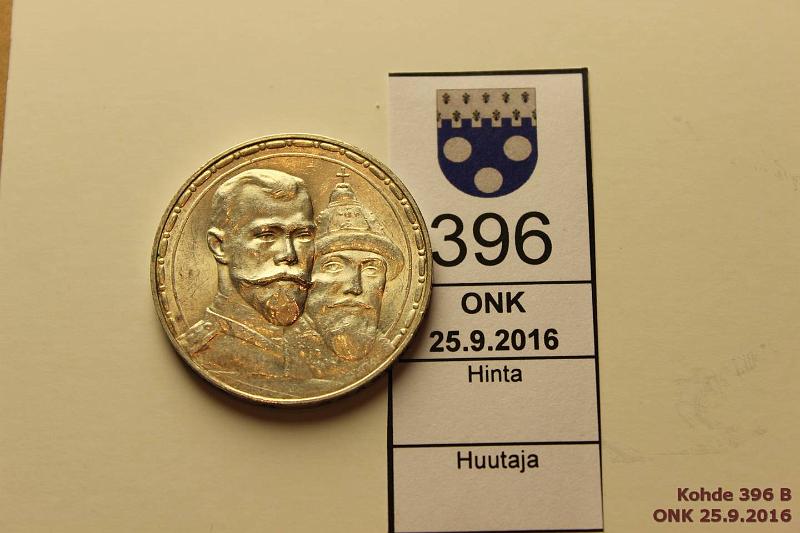 396
ONK
25.9.2016
Hinta
Huutaja
Kohde 396 B
ONK 25.9.2016